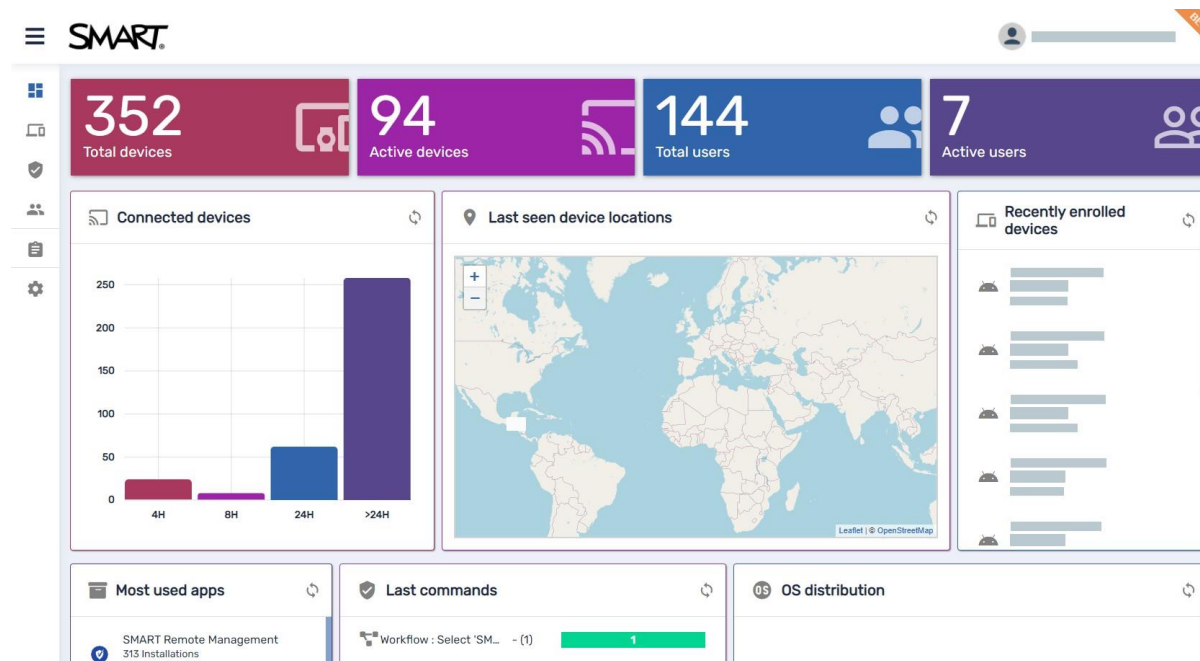 SMART
352
Total devices
94
Active devices
144
Total users
7
Active users
Connected devices
250
200
150
100
50
0
4H
8H
24H
>24H
Last seen device locations
+
−
Leaflet | © OpenStreetMap
Recently enrolled
devices
Most used apps
SMART Remote Management
313 Installations
Last commands
Workflow : Select 'SM... - (1)
1
OS
OS distribution